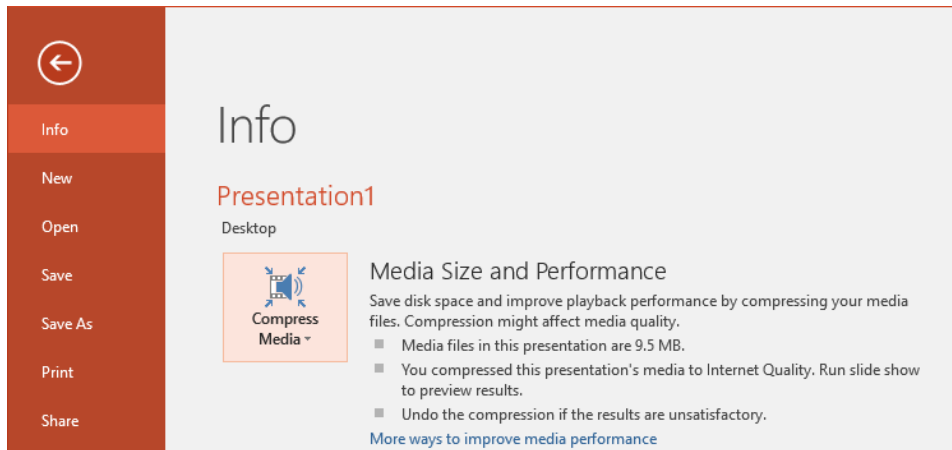 Info
New
Open
Save
Save As
Print
Share
Info
Presentation1
Desktop
Compress
Media
Media Size and Performance
Save disk space and improve playback performance by compressing your media
files. Compression might affect media quality.
Media files in this presentation are 9.5 MB.
You compressed this presentation's media to Internet Quality. Run slide show
to preview results.
Undo the compression if the results are unsatisfactory.
More ways to improve media performance